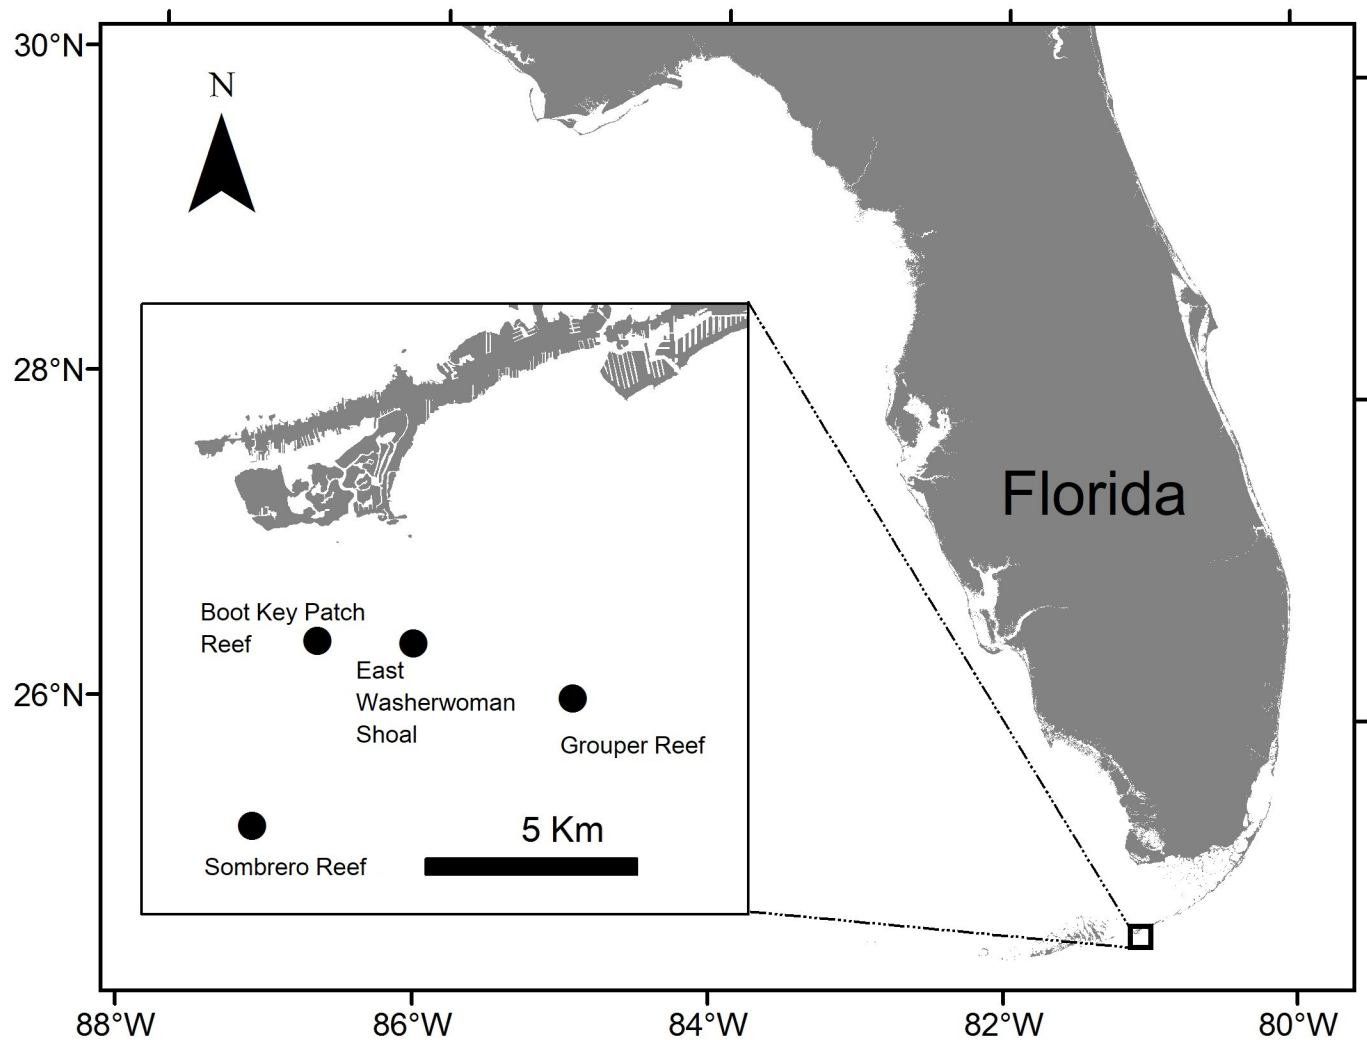 30°N
N
28°N
Florida
26°N
Boot Key Patch
Reef
East
Washerwoman
Shoal
Grouper Reef
5 Km
Sombrero Reef
88°W
86°W
84°W
82°W
80°W